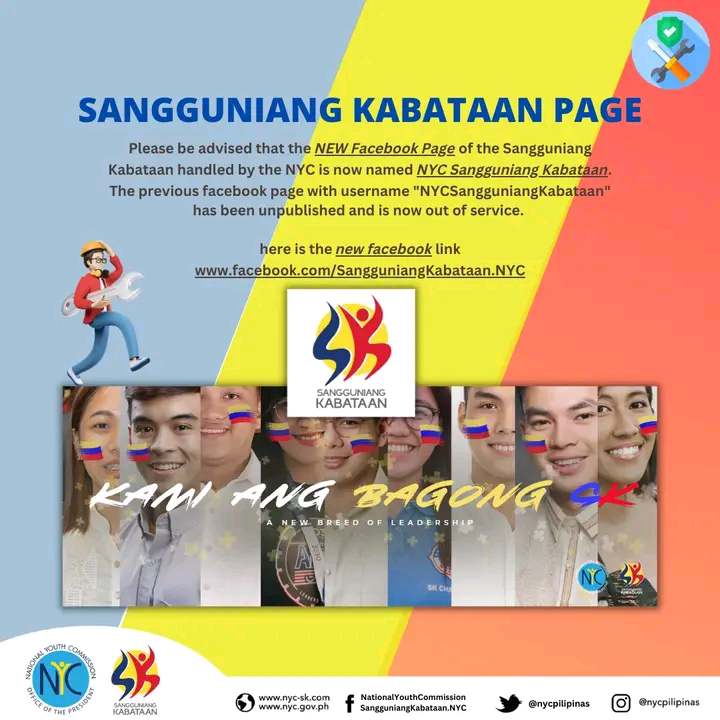 SANGGUNIANG KABATAAN PAGE
Please be advised that the NEW Facebook Page of the Sangguniang
Kabataan handled by the NYC is now named NYC Sangguniang Kabataan.
The previous facebook page with username "NYCSangguniangKabataan"
has been unpublished and is now out of service.
here is the new facebook link
www.facebook.com/SangguniangKabataan.NYC
SANGGUNIANG
KABATAAN
KAMI ANG BAGONG SK
A NEW BREED OF LEADERSHIP
NYC
SANGGUNIANG
KABATAAN
NATIONAL YOUTH COMMISSION
NYC
OFFICE OF THE PRESIDENT
SANGGUNIANG
KABATAAN
www.nyc-sk.com
www.nyc.gov.ph
NationalYouthCommission
SangguniangKabataan.NYC
@nycpilipinas
@nycpilipinas